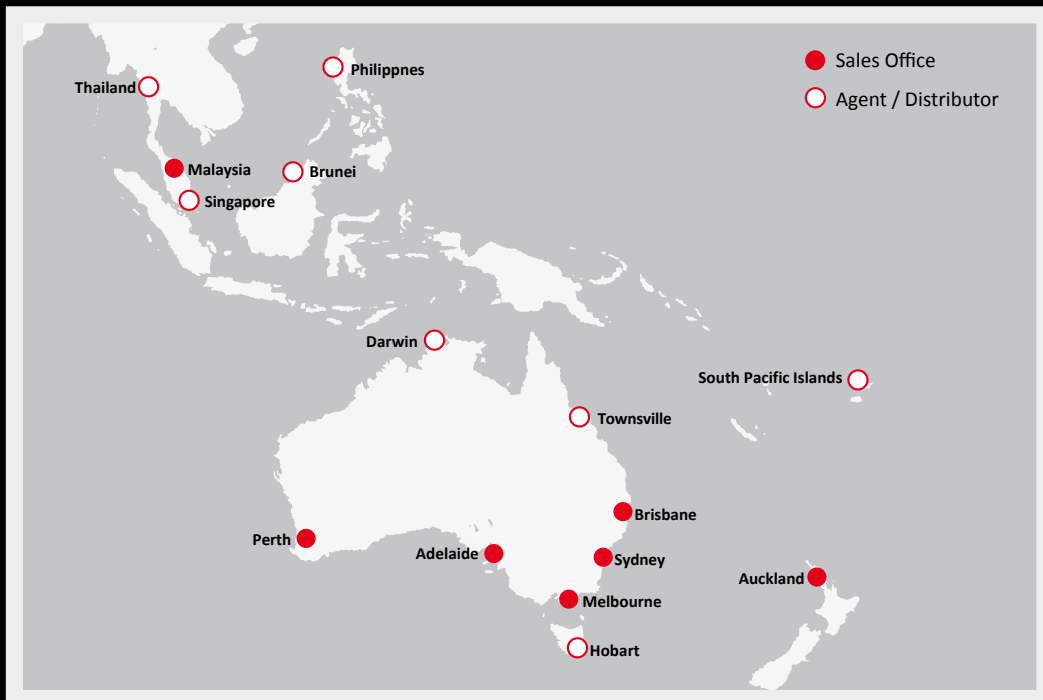 Sales Office
Philippnes
Thailand
Agent / Distributor
Malaysia
Brunei
Singapore
Darwin
South Pacific Islands
Townsville
Brisbane
Perth
Adelaide
Sydney
Auckland
Melbourne
Hobart